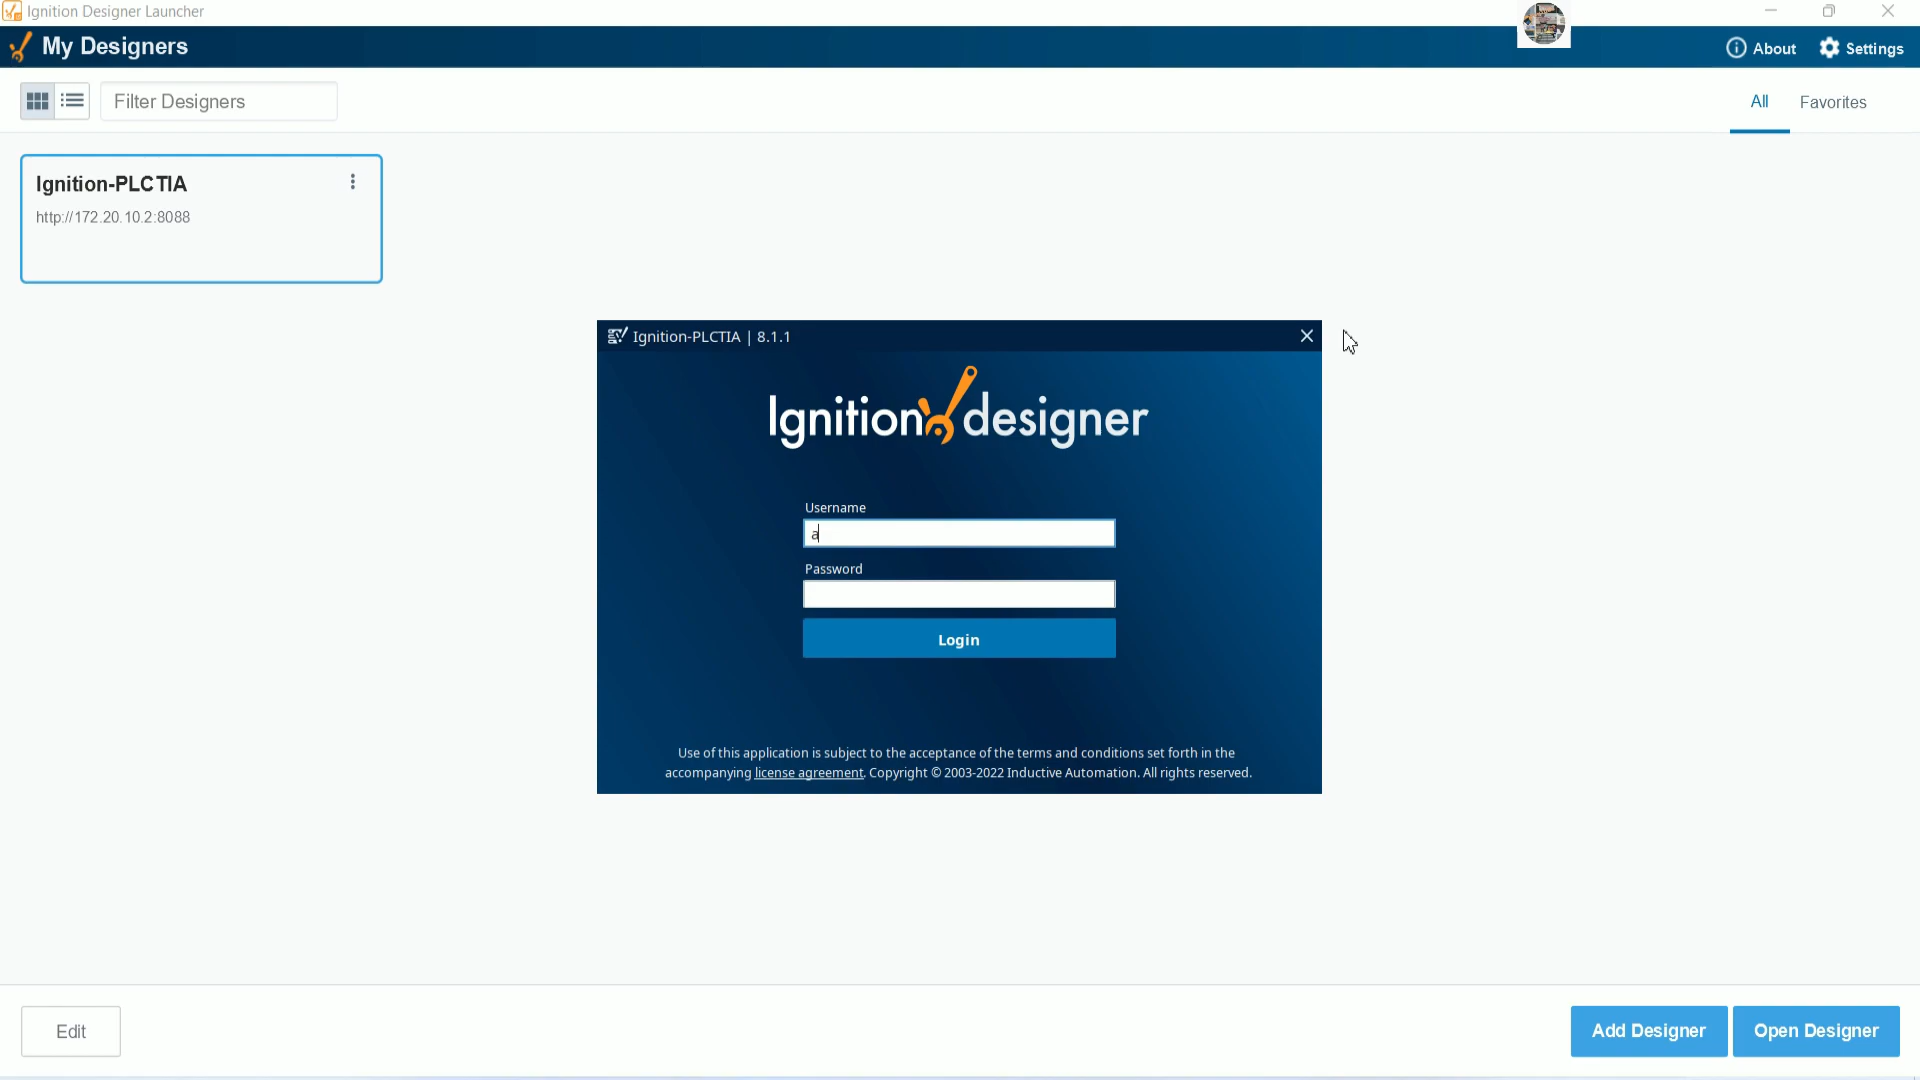 Ignition Designer Launcher
My Designers
About
Settings
Filter Designers
All
Favorites
Ignition-PLCTIA
http://172.20.10.2:8088
Ignition-PLCTIA | 8.1.1
Ignition designer
Username
a
Password
Login
Use of this application is subject to the acceptance of the terms and conditions set forth in the
accompanying license agreement. Copyright © 2003-2022 Inductive Automation. All rights reserved.
Edit
Add Designer
Open Designer